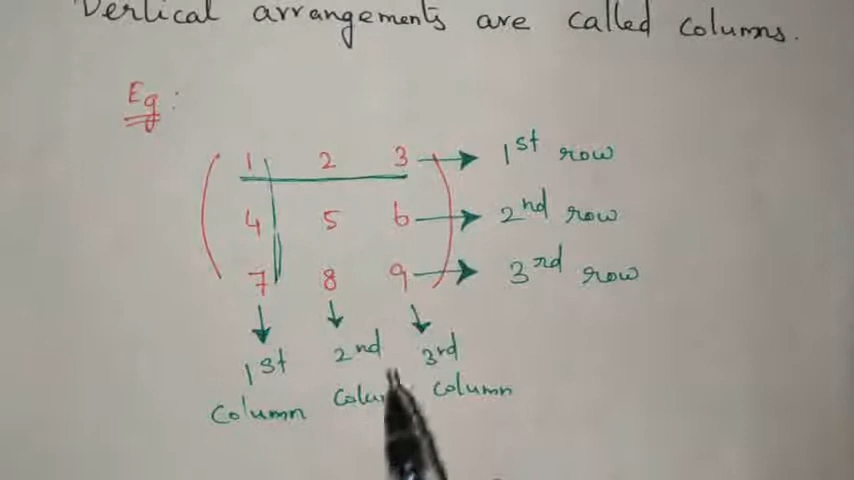 Vertical arrangements are called columns.
Eg:
1 2 3 → 1st row
4 5 6 → 2nd row
7 8 9 → 3rd row
↓ ↓ ↓
1st 2nd 3rd
column colu column